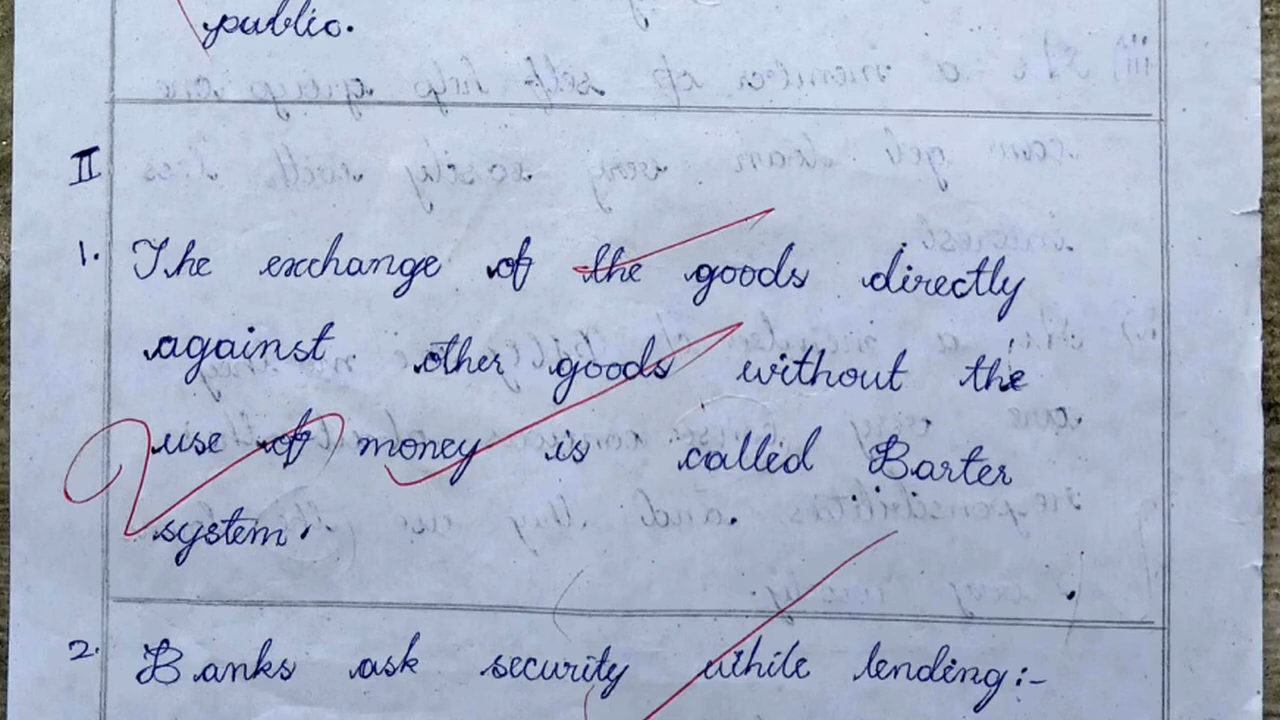 public.
II
1. The exchange of the goods directly
against other goods without the
use of money is called Barter
system.
2. Banks ask security while lending:-